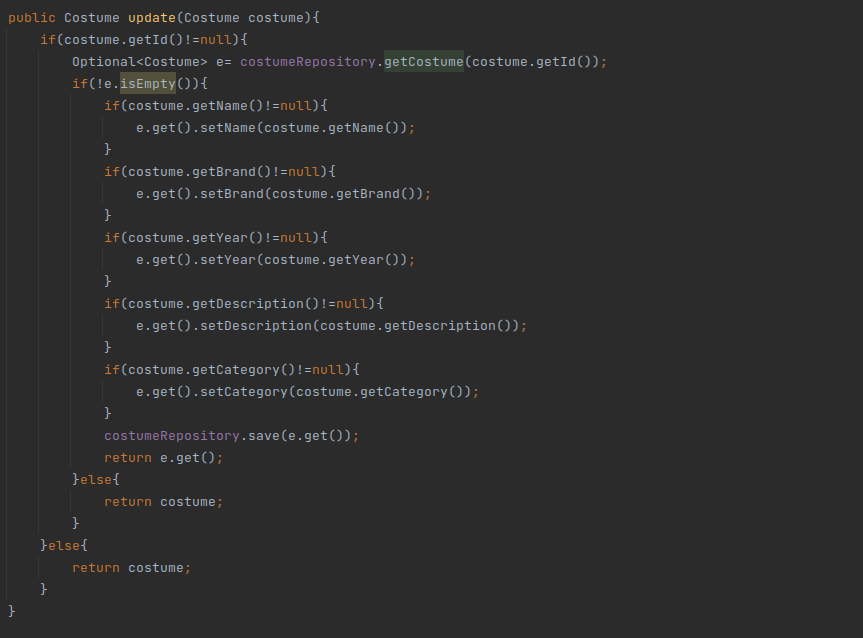 public Costume update(Costume costume){
    if(costume.getId()!=null){
        Optional<Costume> e= costumeRepository.getCostume(costume.getId());
        if(!e.isEmpty()){
            if(costume.getName()!=null){
                e.get().setName(costume.getName());
            }
            if(costume.getBrand()!=null){
                e.get().setBrand(costume.getBrand());
            }
            if(costume.getYear()!=null){
                e.get().setYear(costume.getYear());
            }
            if(costume.getDescription()!=null){
                e.get().setDescription(costume.getDescription());
            }
            if(costume.getCategory()!=null){
                e.get().setCategory(costume.getCategory());
            }
            costumeRepository.save(e.get());
            return e.get();
        }else{
            return costume;
        }
    }else{
        return costume;
    }
}